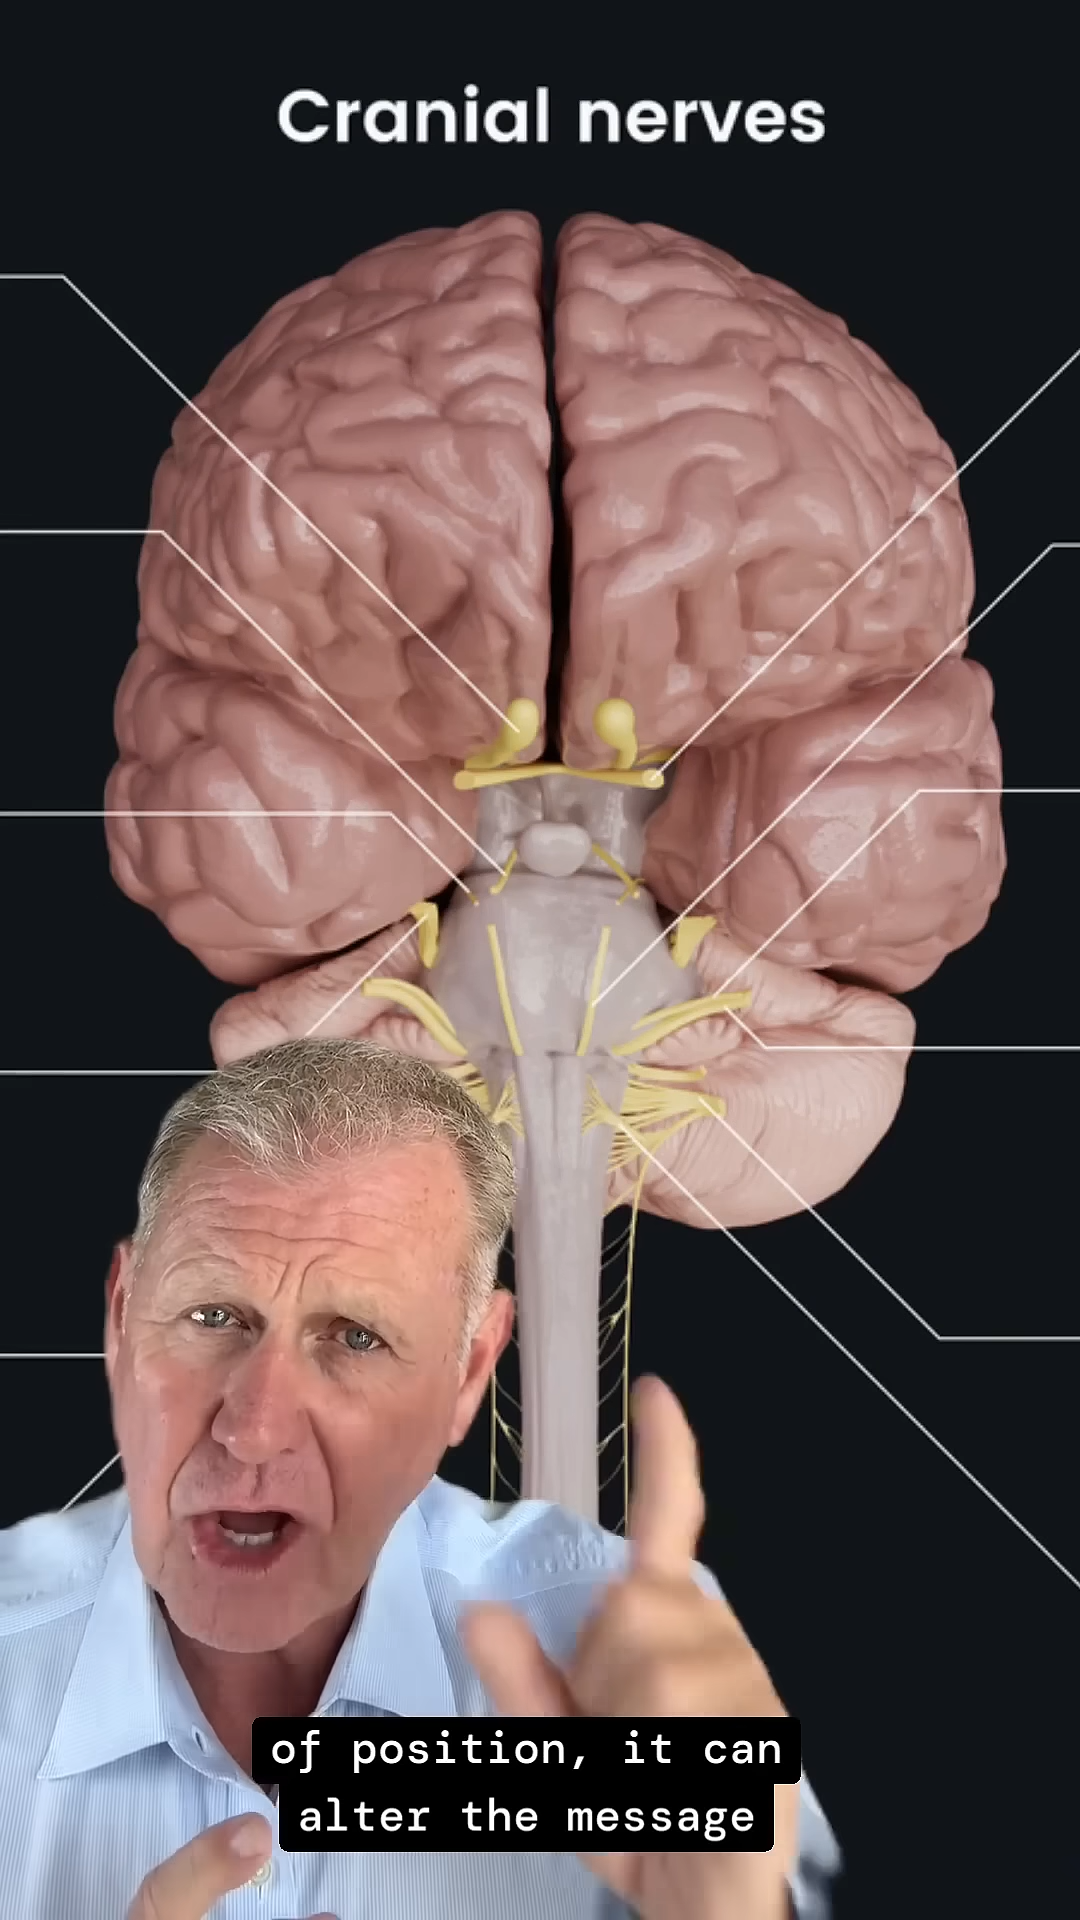 Cranial nerves
of position, it can
alter the message